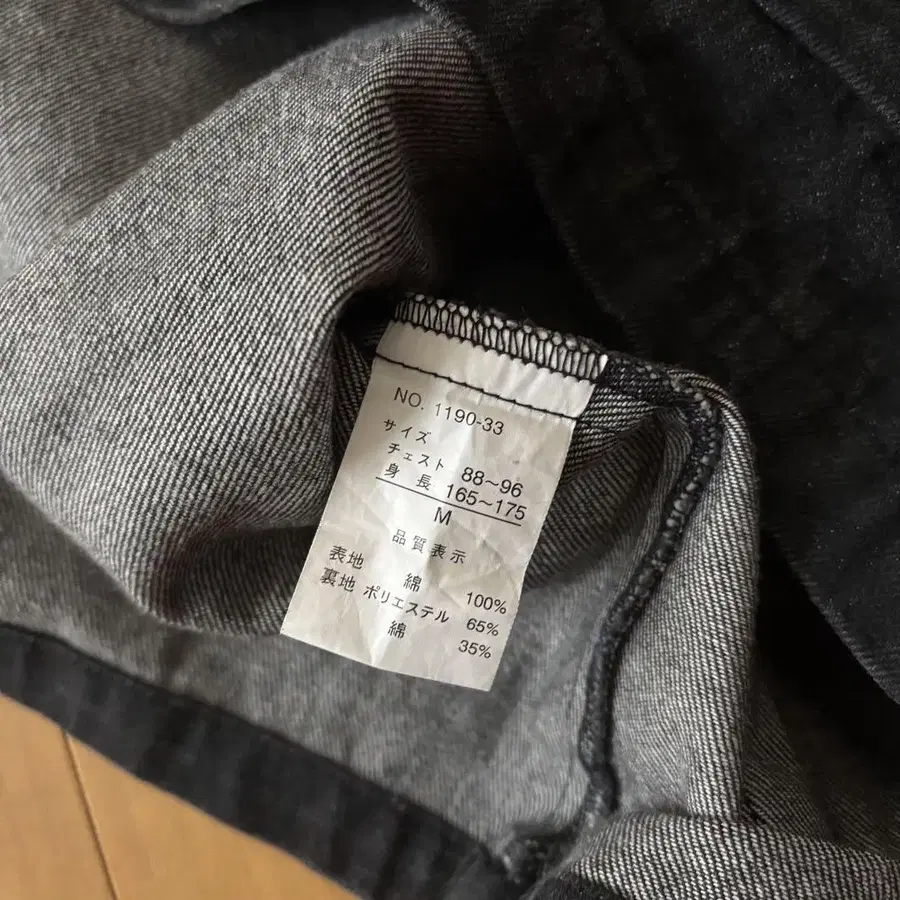 NO. 1190-33
サイズ
チェスト 88~96
身長 165~175
M
品質表示
表地 綿 100%
裏地 ポリエステル 65%
綿 35%